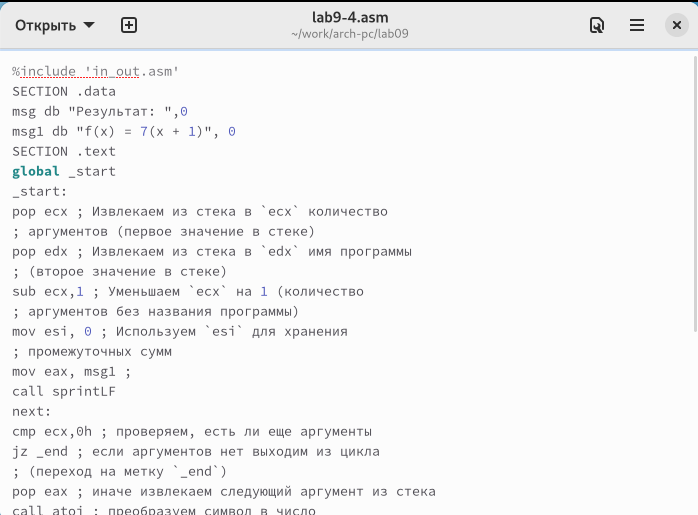 Открыть
lab9-4.asm
~/work/arch-pc/lab09
%include 'in_out.asm'
SECTION .data
msg db "Результат: ",0
msg1 db "f(x) = 7(x + 1)", 0
SECTION .text
global _start
_start:
pop ecx ; Извлекаем из стека в `ecx` количество
; аргументов (первое значение в стеке)
pop edx ; Извлекаем из стека в `edx` имя программы
; (второе значение в стеке)
sub ecx,1 ; Уменьшаем `ecx` на 1 (количество
; аргументов без названия программы)
mov esi, 0 ; Используем `esi` для хранения
; промежуточных сумм
mov eax, msg1 ;
call sprintLF
next:
cmp ecx,0h ; проверяем, есть ли еще аргументы
jz _end ; если аргументов нет выходим из цикла
; (переход на метку `_end`)
pop eax ; иначе извлекаем следующий аргумент из стека
call atoi ; преобразуем символ в число